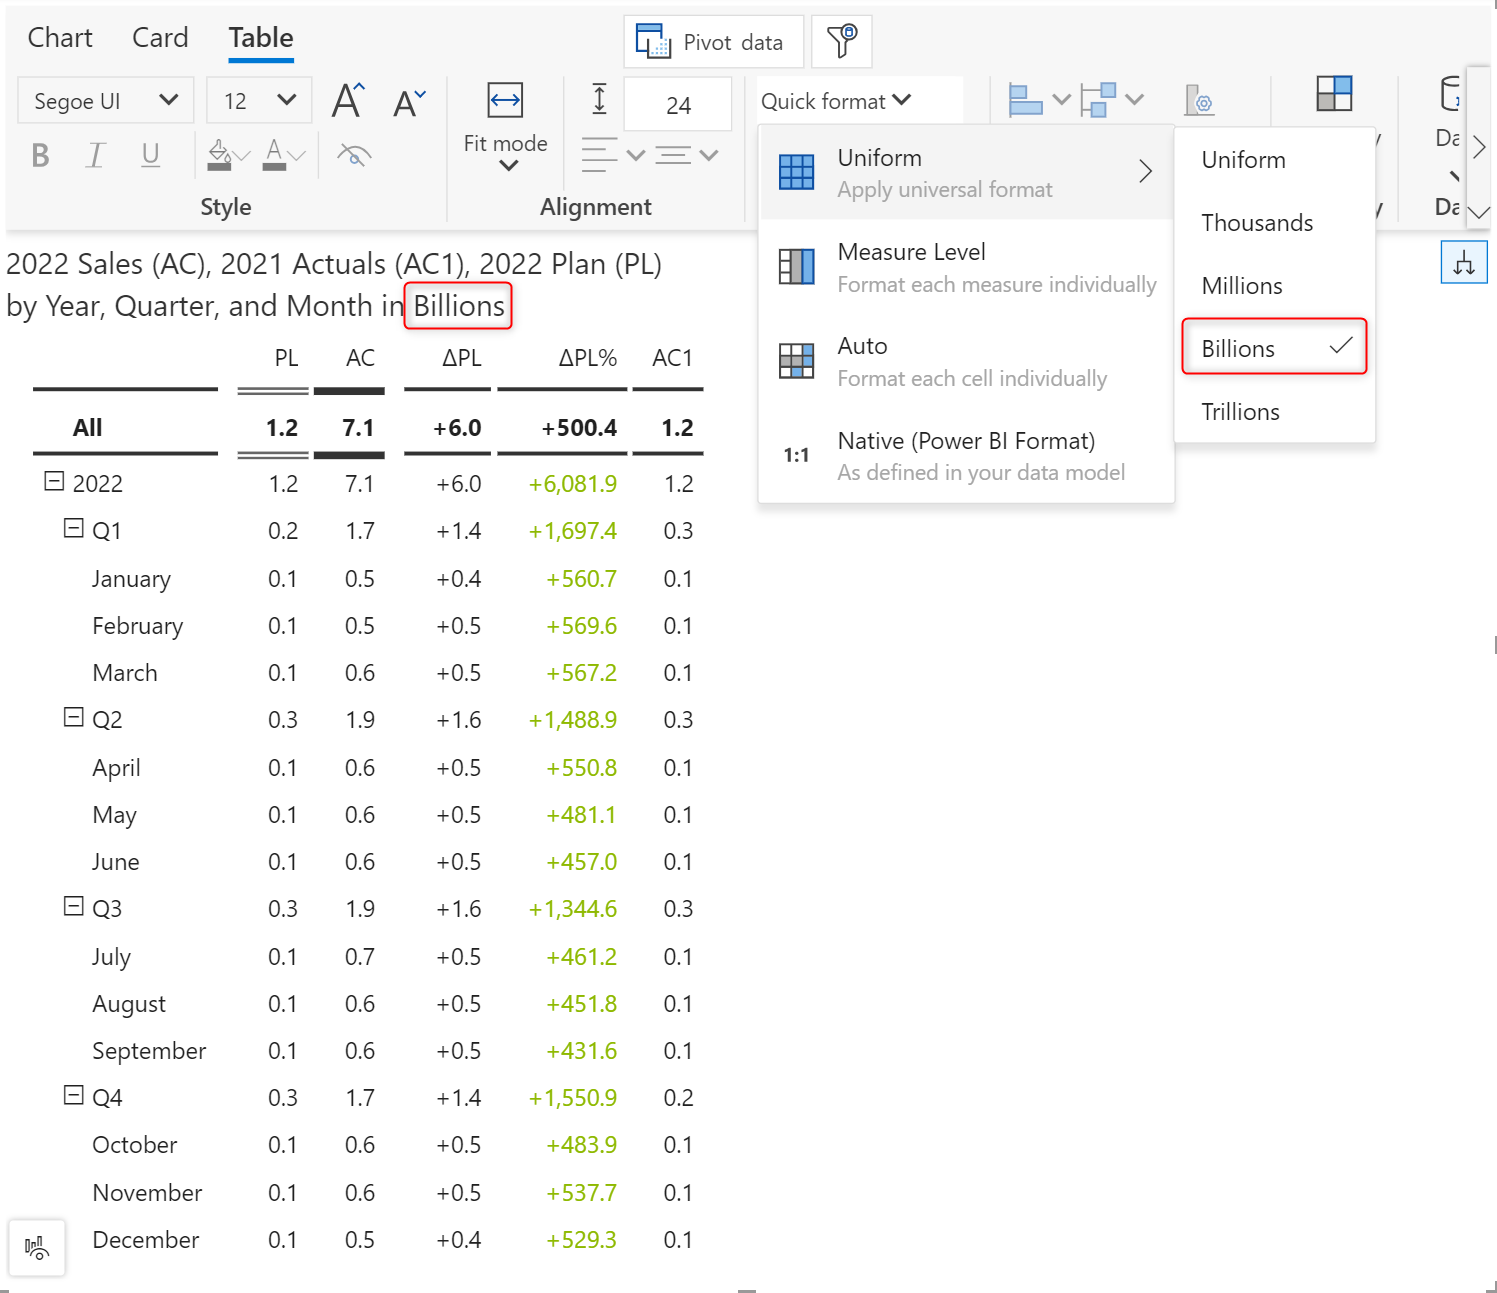 Chart Card Table Pivot data
Segoe UI 12 24 Quick format
Fit mode
B I U A
Style Alignment
Uniform
Apply universal format
Measure Level
Format each measure individually
Auto
Format each cell individually
1:1 Native (Power BI Format)
As defined in your data model
Uniform
Thousands
Millions
Billions
Trillions
2022 Sales (AC), 2021 Actuals (AC1), 2022 Plan (PL)
by Year, Quarter, and Month in Billions
PL AC ΔPL ΔPL% AC1
All 1.2 7.1 +6.0 +500.4 1.2
2022 1.2 7.1 +6.0 +6,081.9 1.2
Q1 0.2 1.7 +1.4 +1,697.4 0.3
January 0.1 0.5 +0.4 +560.7 0.1
February 0.1 0.5 +0.5 +569.6 0.1
March 0.1 0.6 +0.5 +567.2 0.1
Q2 0.3 1.9 +1.6 +1,488.9 0.3
April 0.1 0.6 +0.5 +550.8 0.1
May 0.1 0.6 +0.5 +481.1 0.1
June 0.1 0.6 +0.5 +457.0 0.1
Q3 0.3 1.9 +1.6 +1,344.6 0.3
July 0.1 0.7 +0.5 +461.2 0.1
August 0.1 0.6 +0.5 +451.8 0.1
September 0.1 0.6 +0.5 +431.6 0.1
Q4 0.3 1.7 +1.4 +1,550.9 0.2
October 0.1 0.6 +0.5 +483.9 0.1
November 0.1 0.6 +0.5 +537.7 0.1
December 0.1 0.5 +0.4 +529.3 0.1